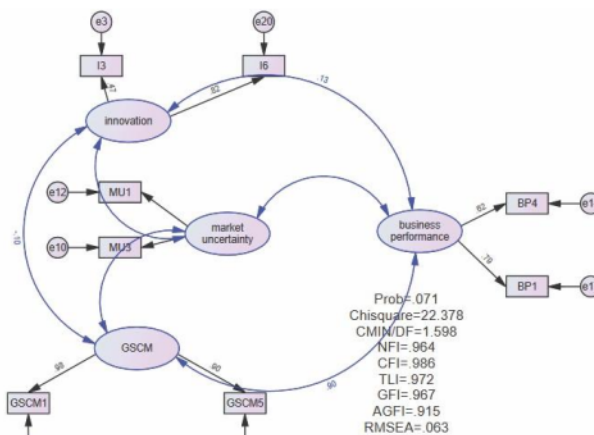 e3
e20
I3
I6
.47
.82
-.13
innovation
e12
MU1
e10
MU3
market
uncertainty
business
performance
.82
BP4
e1
.79
BP1
e1
-.10
Prob=.071
Chisquare=22.378
CMIN/DF=1.598
NFI=.964
CFI=.986
TLI=.972
GFI=.967
AGFI=.915
RMSEA=.063
GSCM
.98
.90
.90
GSCM1
GSCM5